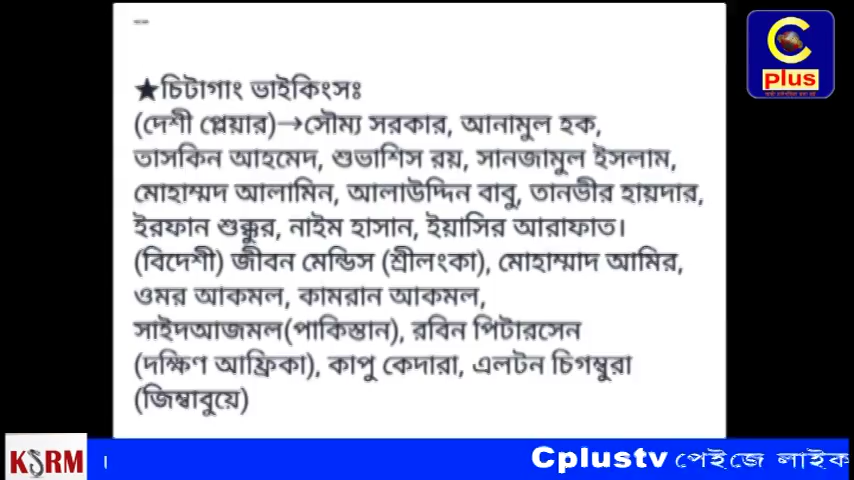 ★চিটাগাং ভাইকিংসঃ
(দেশী প্লেয়ার)→সৌম্য সরকার, আনামুল হক,
তাসকিন আহমেদ, শুভাশিস রয়, সানজামুল ইসলাম,
মোহাম্মদ আলামিন, আলাউদ্দিন বাবু, তানভীর হায়দার,
ইরফান শুক্কুর, নাইম হাসান, ইয়াসির আরাফাত।
(বিদেশী) জীবন মেন্ডিস (শ্রীলংকা), মোহাম্মাদ আমির,
ওমর আকমল, কামরান আকমল,
সাইদআজমল(পাকিস্তান), রবিন পিটারসেন
(দক্ষিণ আফ্রিকা), কাপু কেদারা, এলটন চিগম্বুরা
(জিম্বাবুয়ে)
C
plus
KSRM
। Cplustv পেইজে লাইক